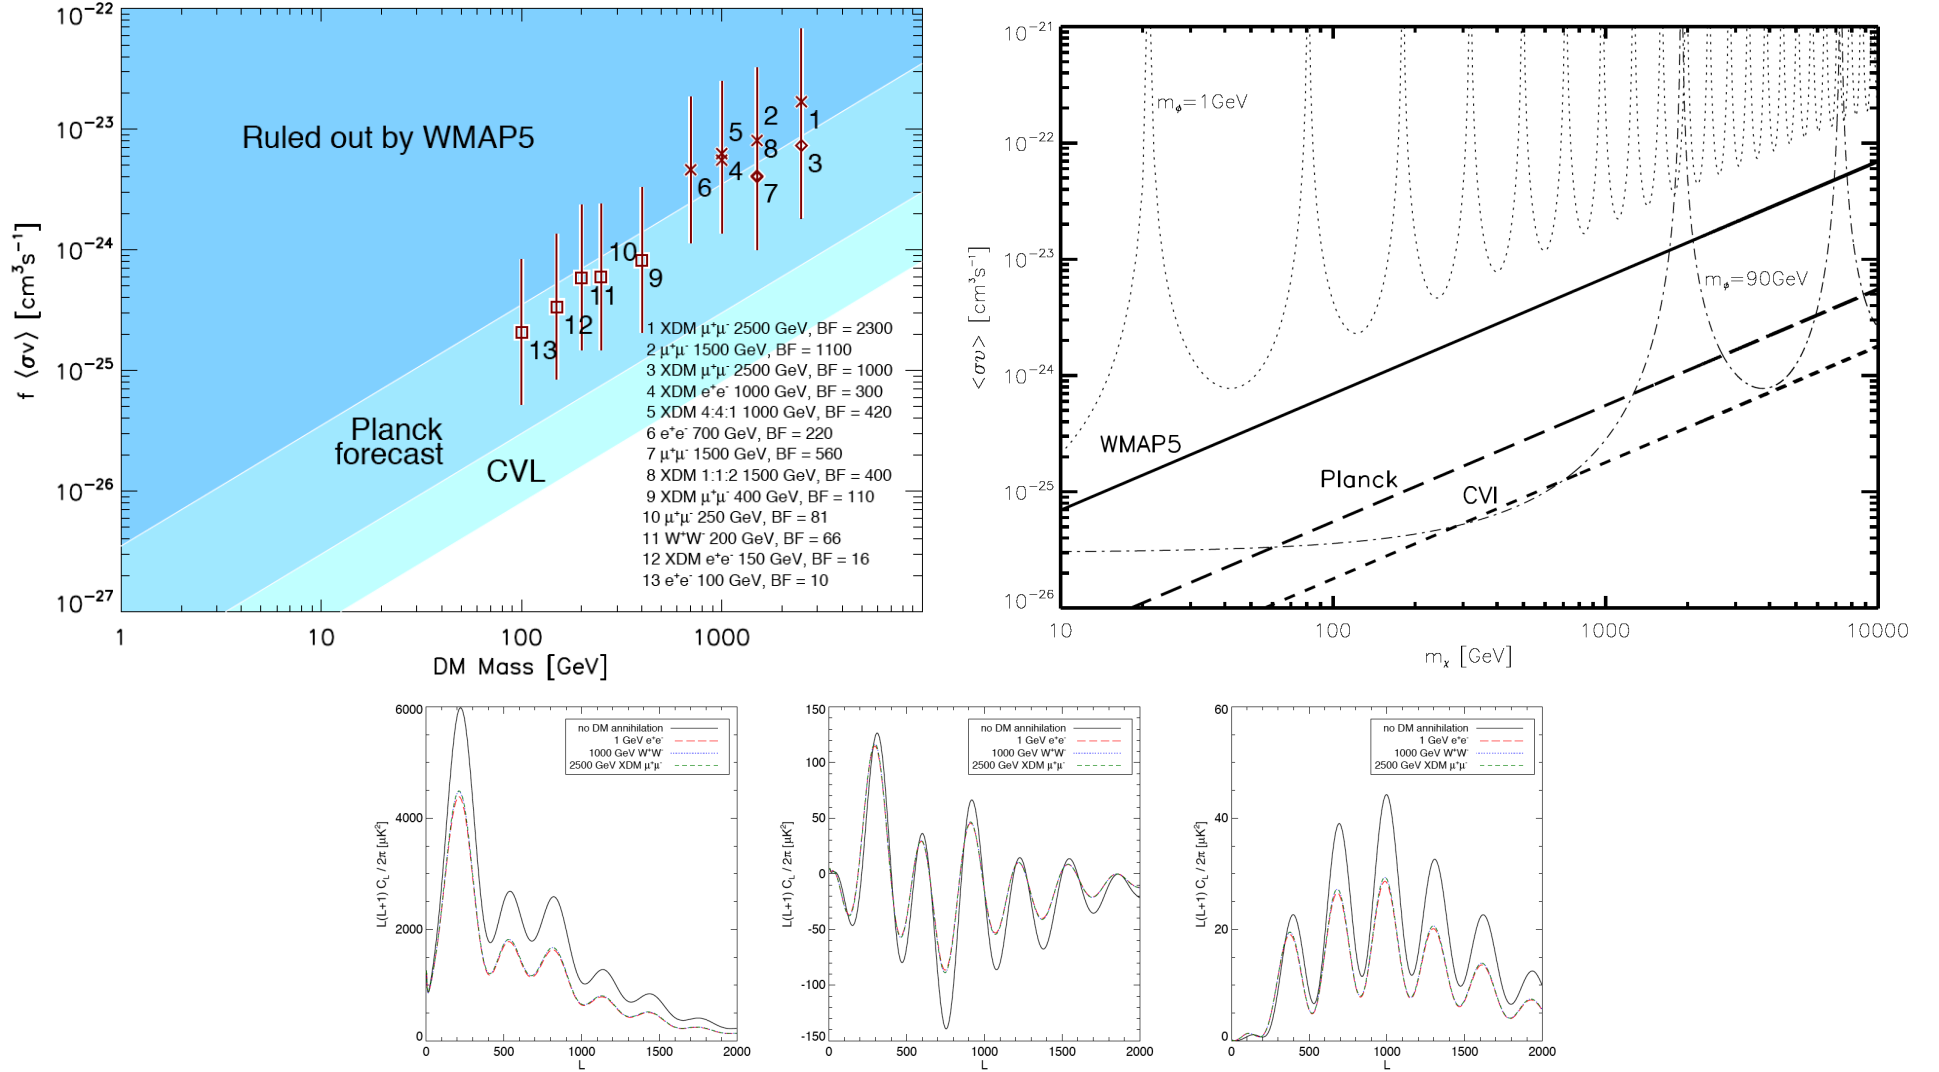 10⁻²²
10⁻²³
10⁻²⁴
10⁻²⁵
10⁻²⁶
10⁻²⁷
f ⟨σv⟩ [cm³s⁻¹]
Ruled out by WMAP5
Planck
forecast
CVL
1
2
5
8
4
3
6
7
10
9
11
12
13
1 XDM μ⁺μ⁻ 2500 GeV, BF = 2300
2 μ⁺μ⁻ 1500 GeV, BF = 1100
3 XDM μ⁺μ⁻ 2500 GeV, BF = 1000
4 XDM e⁺e⁻ 1000 GeV, BF = 300
5 XDM 4:4:1 1000 GeV, BF = 420
6 e⁺e⁻ 700 GeV, BF = 220
7 μ⁺μ⁻ 1500 GeV, BF = 560
8 XDM 1:1:2 1500 GeV, BF = 400
9 XDM μ⁺μ⁻ 400 GeV, BF = 110
10 μ⁺μ⁻ 250 GeV, BF = 81
11 W⁺W⁻ 200 GeV, BF = 66
12 XDM e⁺e⁻ 150 GeV, BF = 16
13 e⁺e⁻ 100 GeV, BF = 10
1 10 100 1000
DM Mass [GeV]
10⁻²¹
10⁻²²
10⁻²³
10⁻²⁴
10⁻²⁵
10⁻²⁶
<σv> [cm³s⁻¹]
m_ϕ=1GeV
m_ϕ=90GeV
WMAP5
Planck
CVl
10 100 1000 10000
m_χ [GeV]
6000
4000
2000
0
L(L+1) C_L / 2π [μK²]
no DM annihilation
1 GeV e⁺e⁻
1000 GeV W⁺W⁻
2500 GeV XDM μ⁺μ⁻
0 500 1000 1500 2000
L
150
100
50
0
-50
-100
-150
L(L+1) C_L / 2π [μK²]
no DM annihilation
1 GeV e⁺e⁻
1000 GeV W⁺W⁻
2500 GeV XDM μ⁺μ⁻
0 500 1000 1500 2000
L
60
40
20
0
L(L+1) C_L / 2π [μK²]
no DM annihilation
1 GeV e⁺e⁻
1000 GeV W⁺W⁻
2500 GeV XDM μ⁺μ⁻
0 500 1000 1500 2000
L